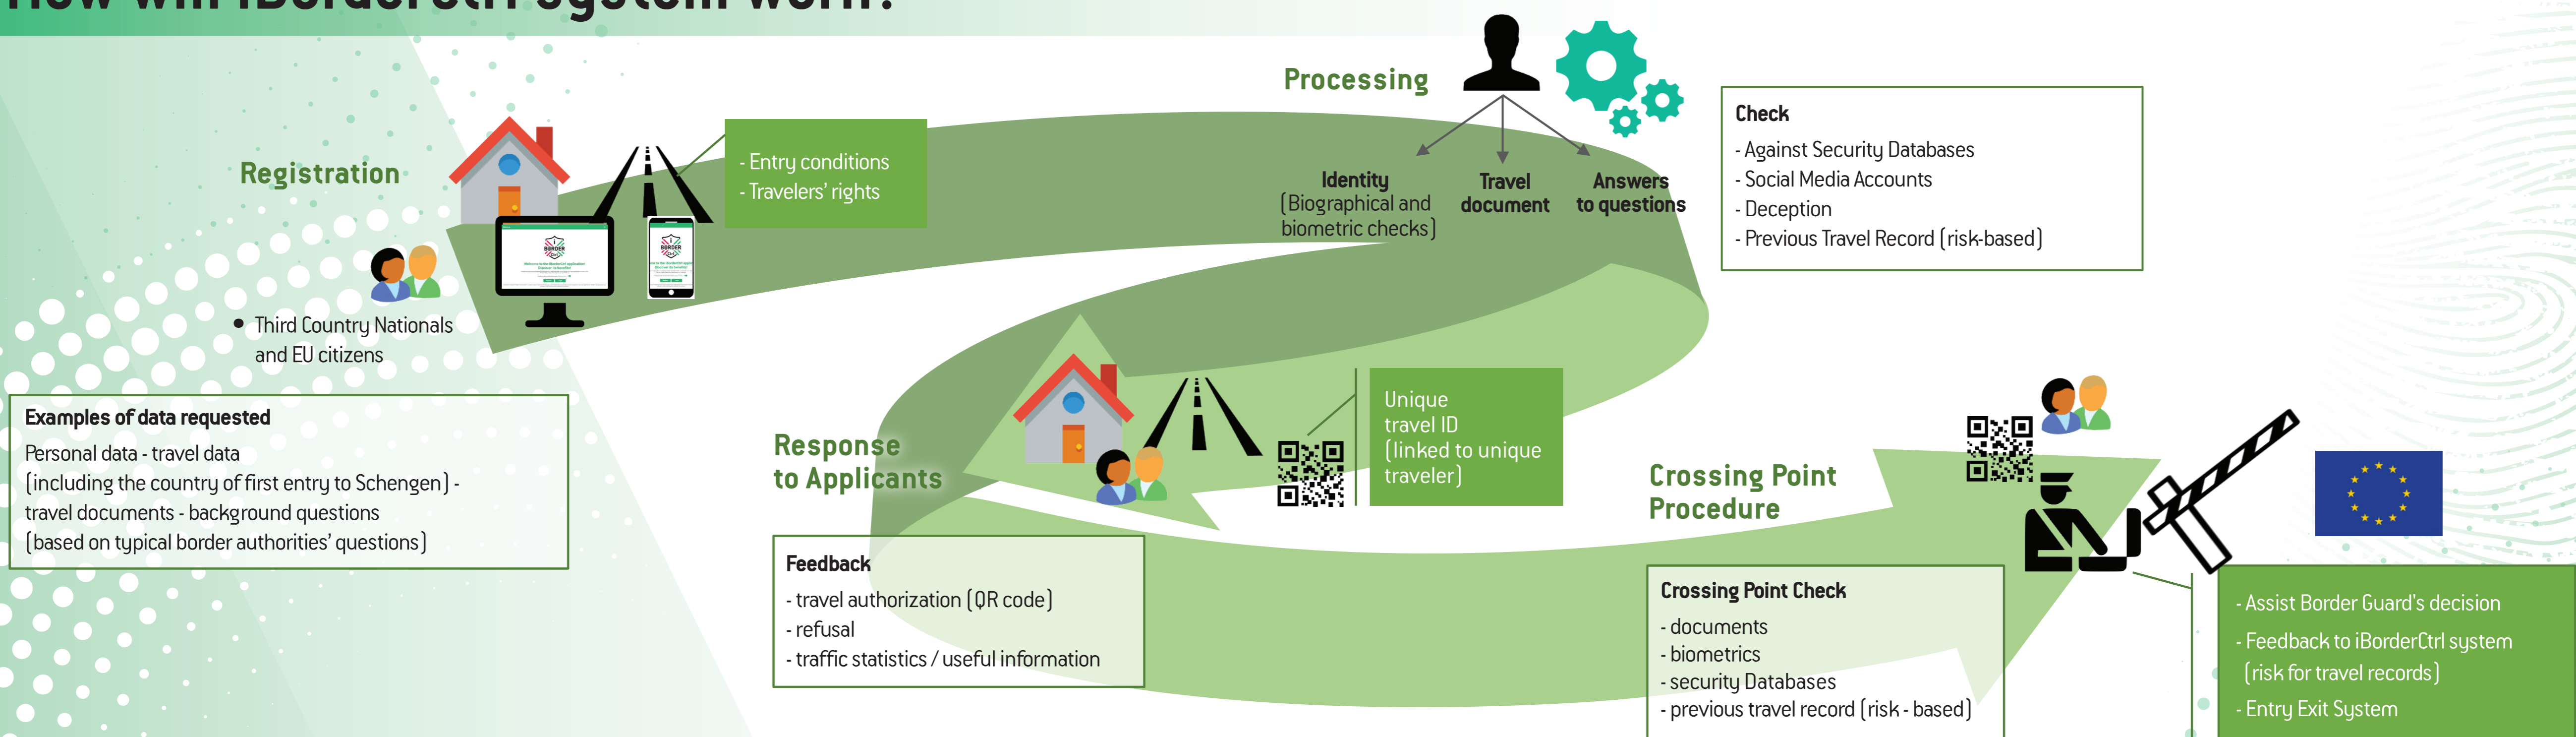 How will iBorderCtrl system work?
Registration
- Entry conditions
- Travelers' rights
• Third Country Nationals
and EU citizens
Examples of data requested
Personal data - travel data
(including the country of first entry to Schengen) -
travel documents - background questions
(based on typical border authorities' questions)
Processing
Identity
(Biographical and
biometric checks)
Travel
document
Answers
to questions
Check
- Against Security Databases
- Social Media Accounts
- Deception
- Previous Travel Record (risk-based)
Response
to Applicants
Unique
travel ID
(linked to unique
traveler)
Feedback
- travel authorization (QR code)
- refusal
- traffic statistics / useful information
Crossing Point
Procedure
Crossing Point Check
- documents
- biometrics
- security Databases
- previous travel record (risk - based)
- Assist Border Guard's decision
- Feedback to iBorderCtrl system
(risk for travel records)
- Entry Exit System